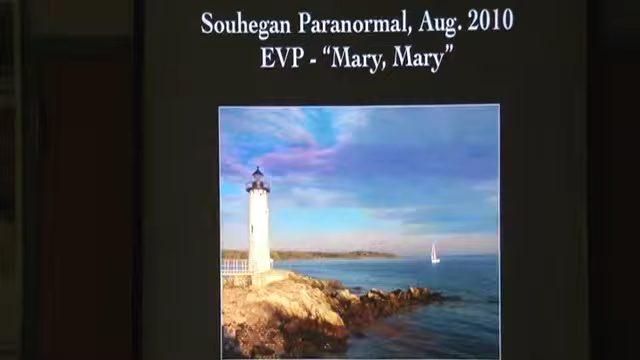 Souhegan Paranormal, Aug. 2010
EVP - “Mary, Mary”